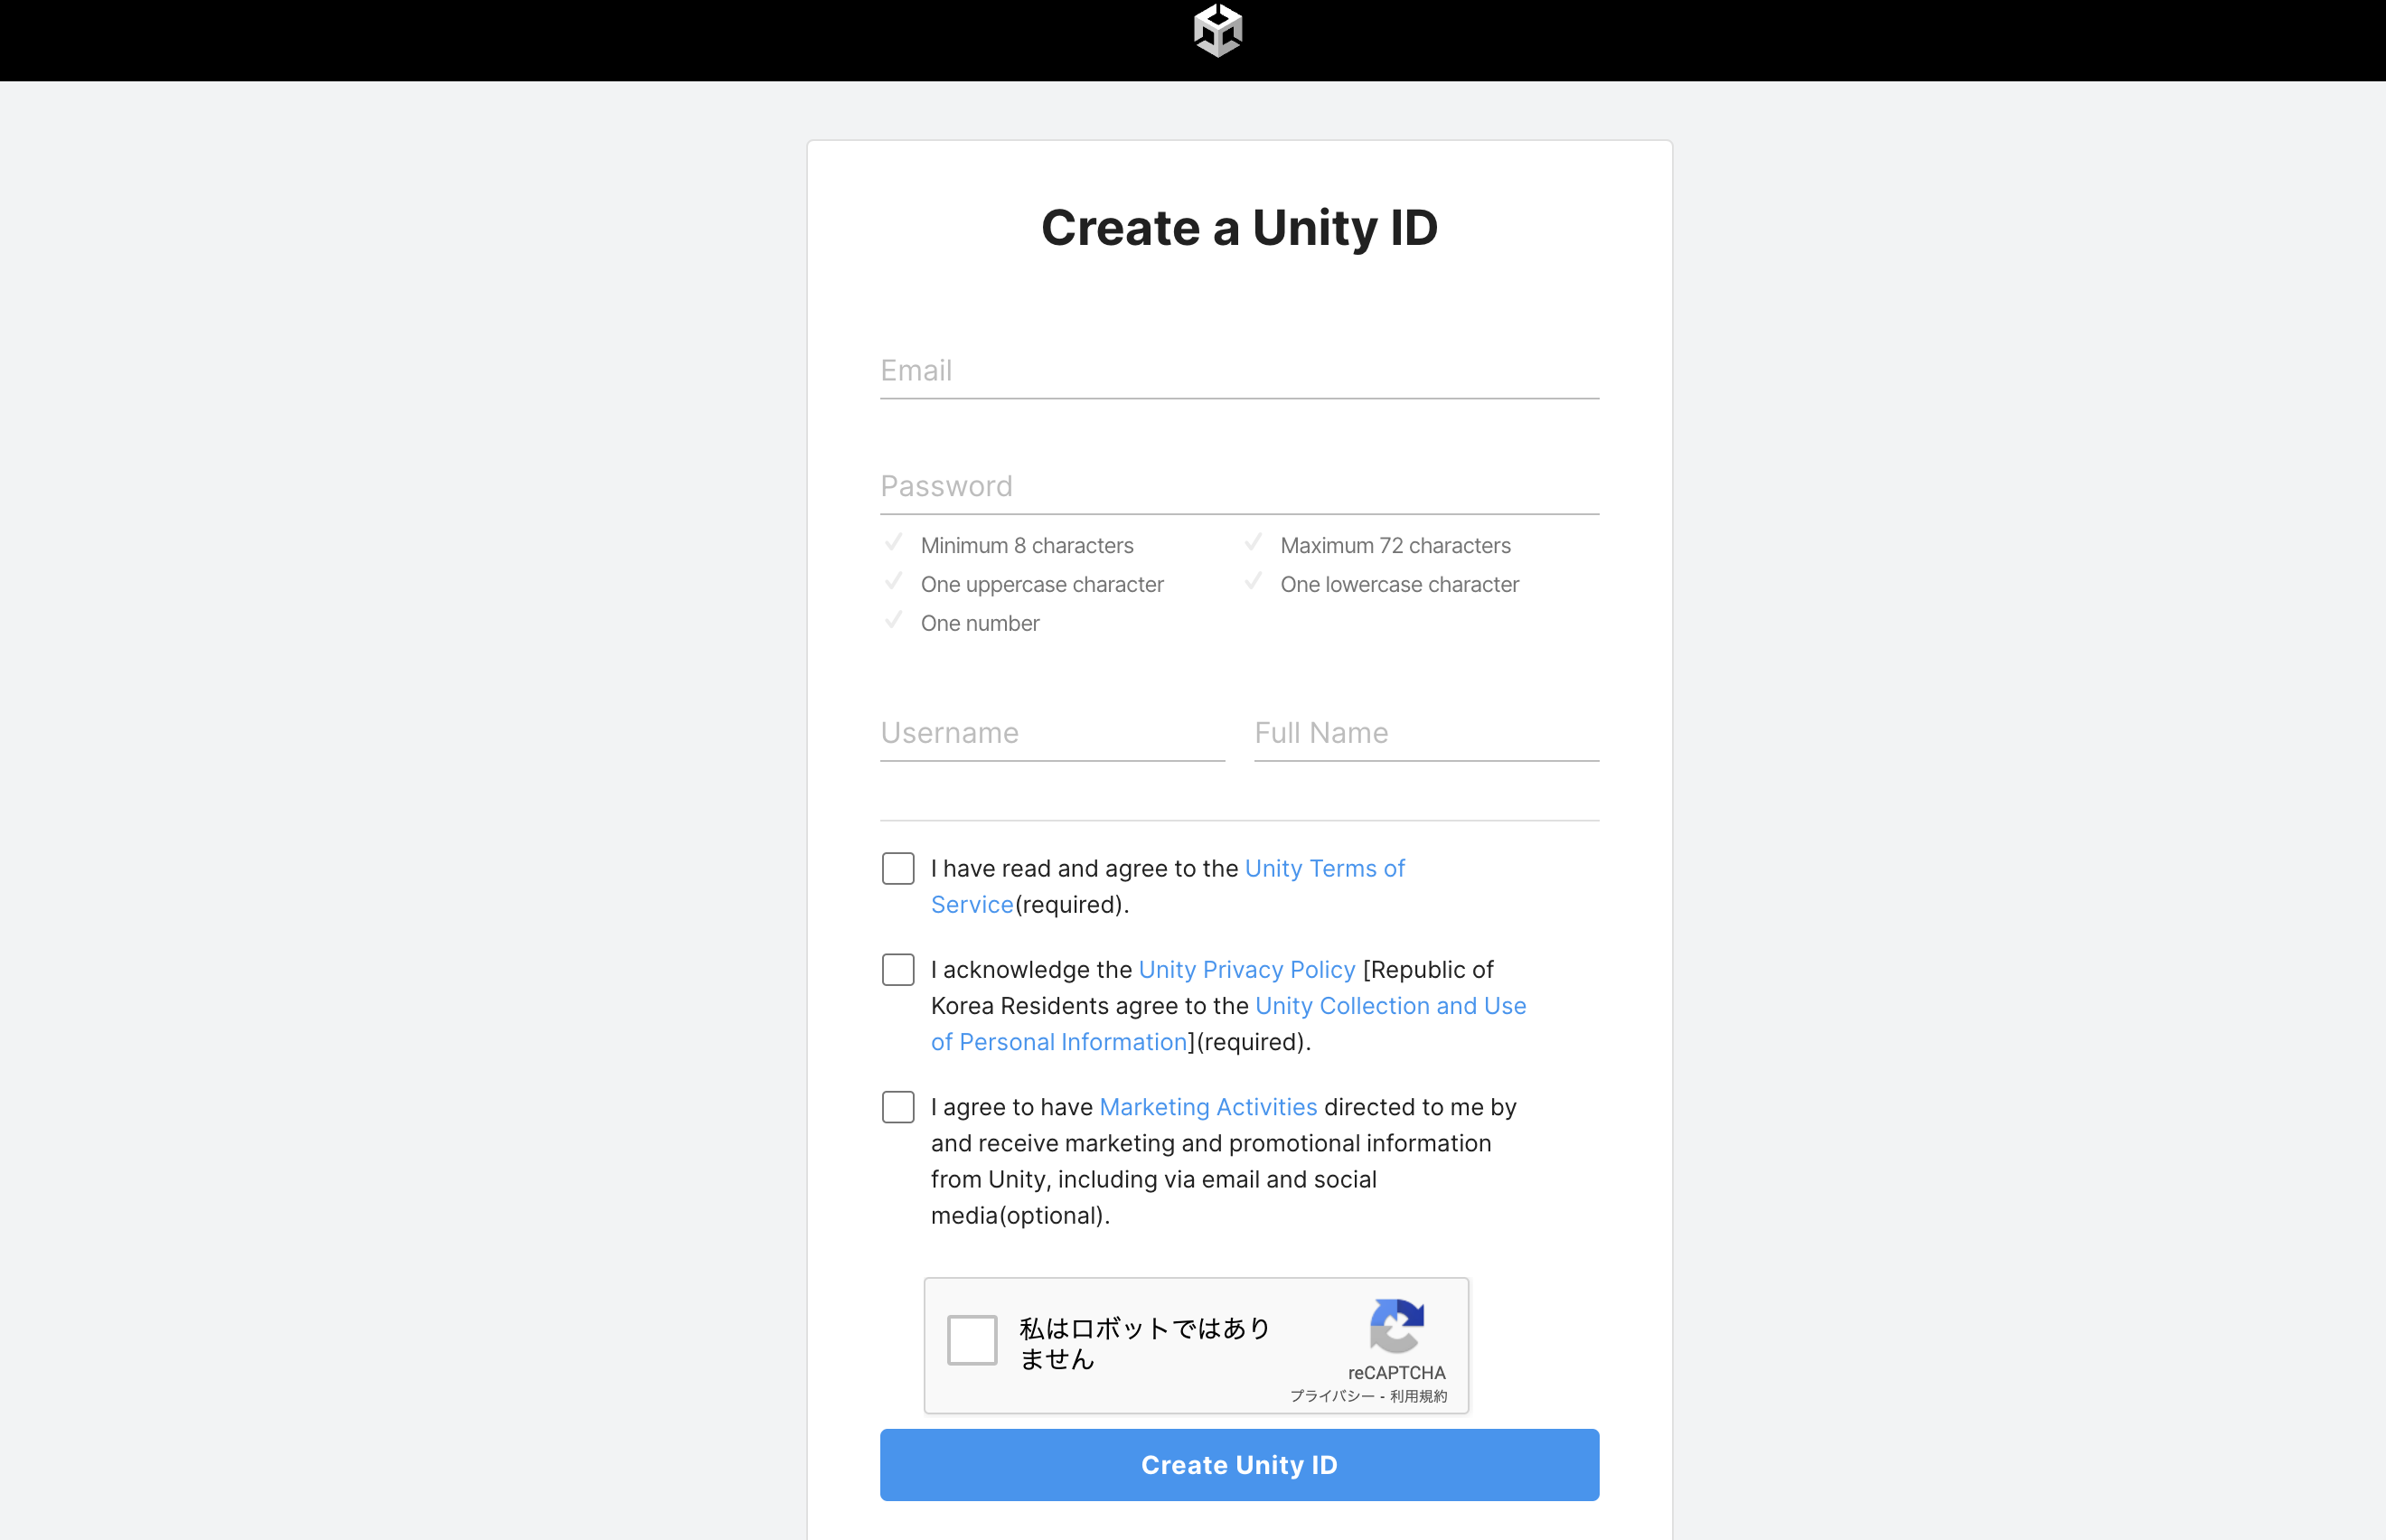 Create a Unity ID
Email
Password
Minimum 8 characters
Maximum 72 characters
One uppercase character
One lowercase character
One number
Username
Full Name
I have read and agree to the Unity Terms of
Service(required).
I acknowledge the Unity Privacy Policy [Republic of
Korea Residents agree to the Unity Collection and Use
of Personal Information](required).
I agree to have Marketing Activities directed to me by
and receive marketing and promotional information
from Unity, including via email and social
media(optional).
私はロボットではあり
ません
reCAPTCHA
プライバシー - 利用規約
Create Unity ID